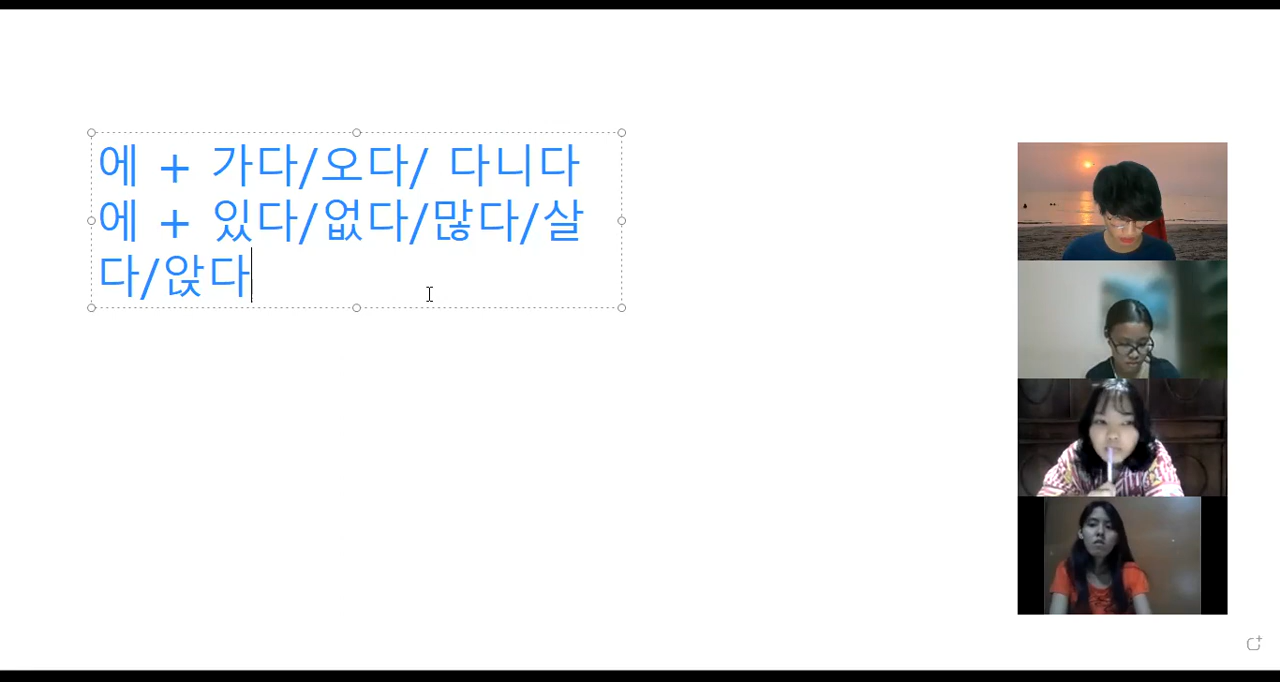 에 + 가다/오다/ 다니다
에 + 있다/없다/많다/살
다/앉다